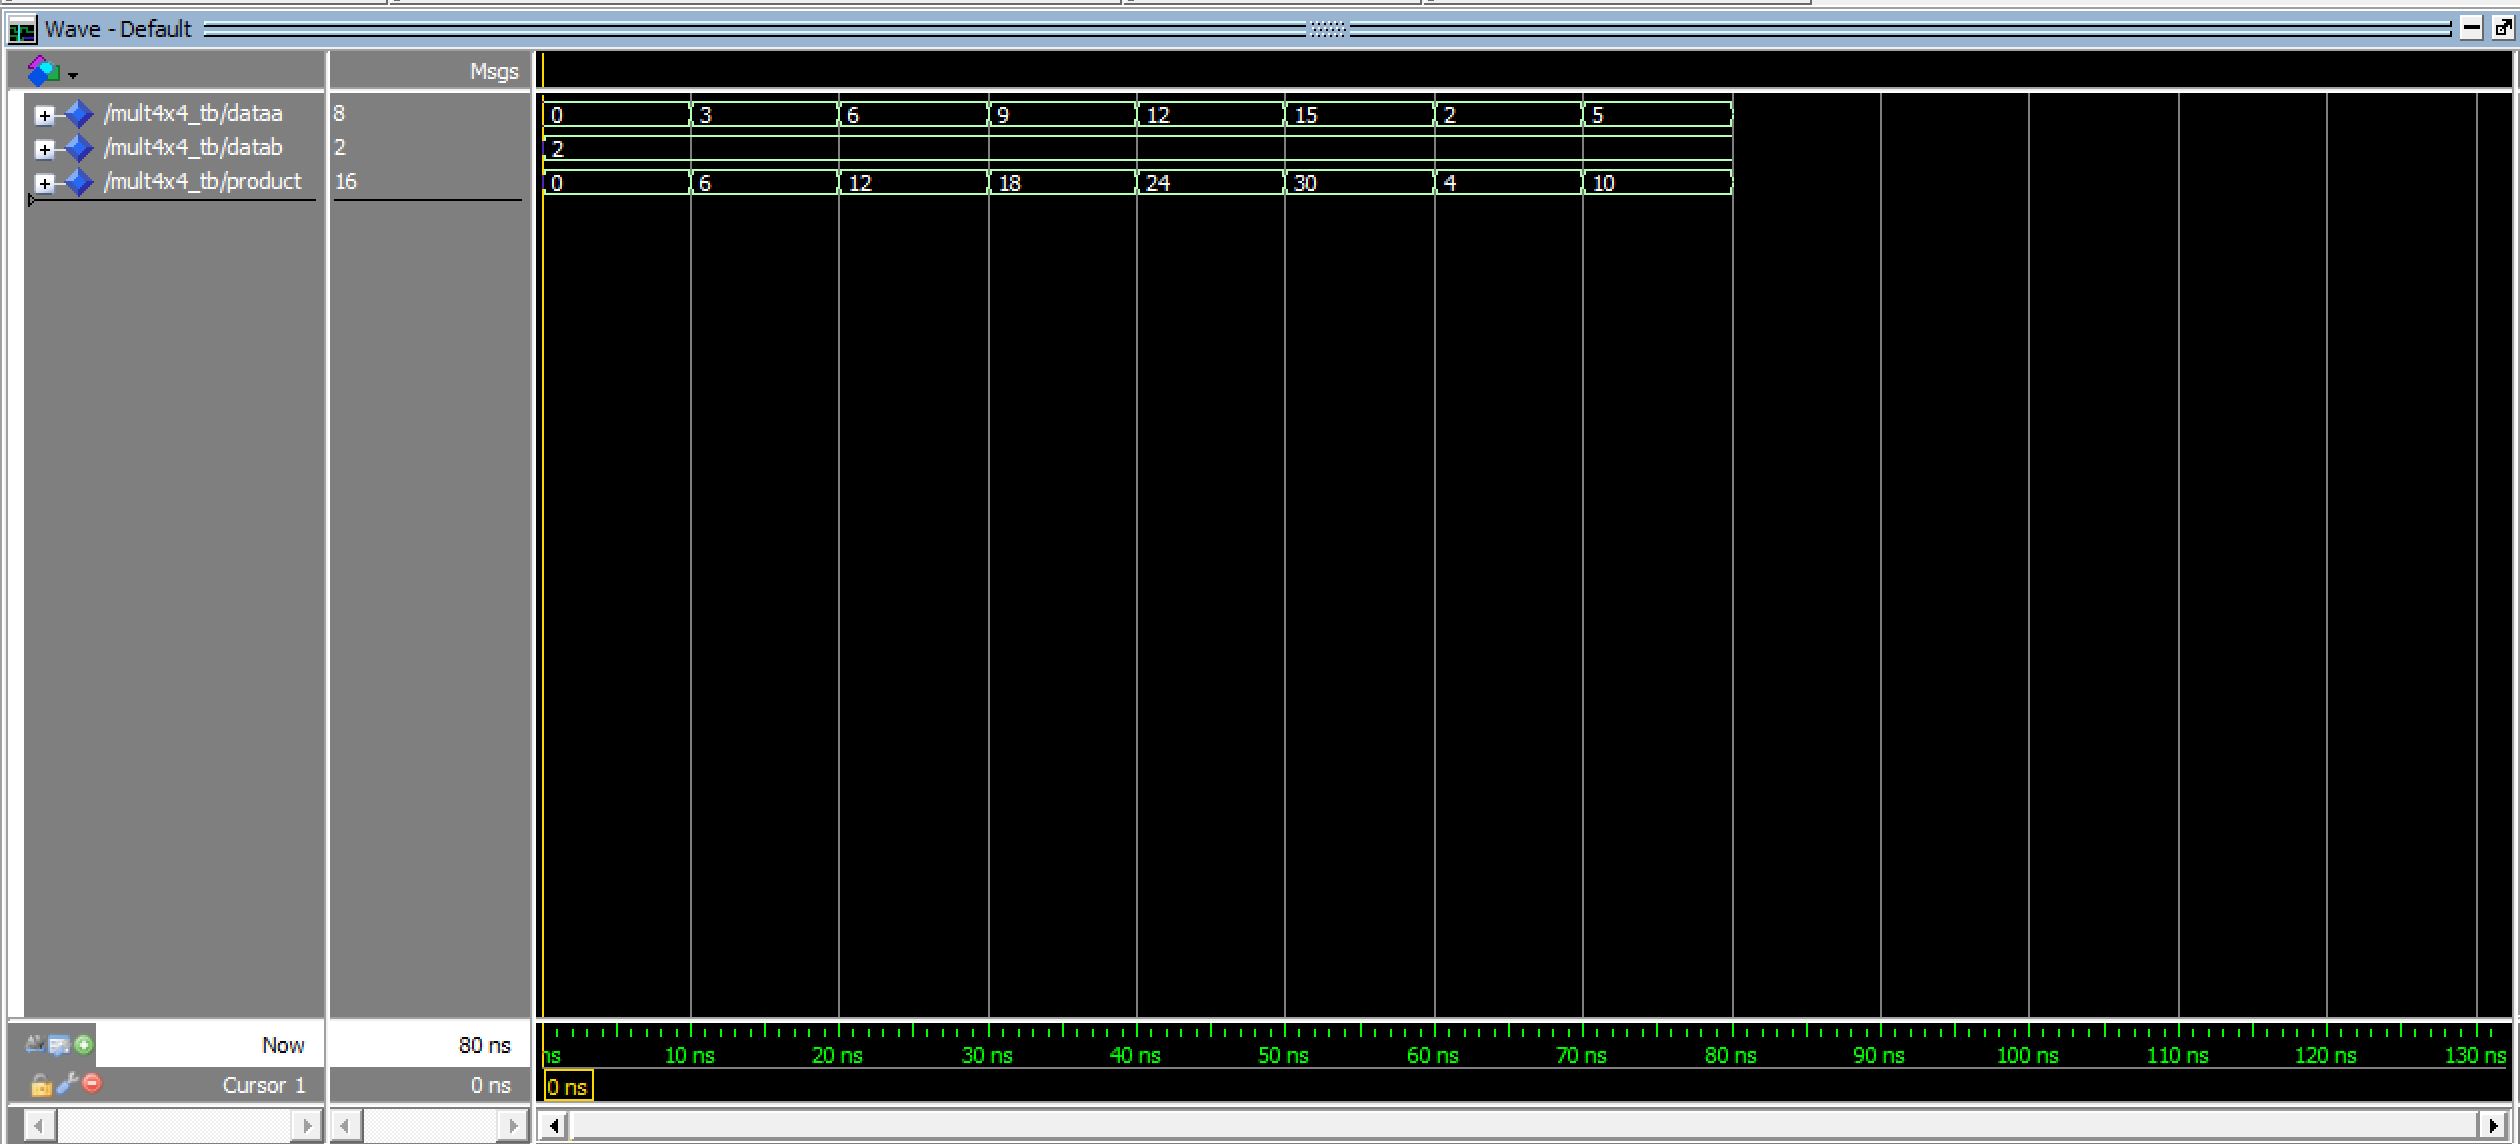 Wave - Default
Msgs
/mult4x4_tb/dataa 8 0 3 6 9 12 15 2 5
/mult4x4_tb/datab 2 2
/mult4x4_tb/product 16 0 6 12 18 24 30 4 10
Now 80 ns ns 10 ns 20 ns 30 ns 40 ns 50 ns 60 ns 70 ns 80 ns 90 ns 100 ns 110 ns 120 ns 130 ns
Cursor 1 0 ns 0 ns